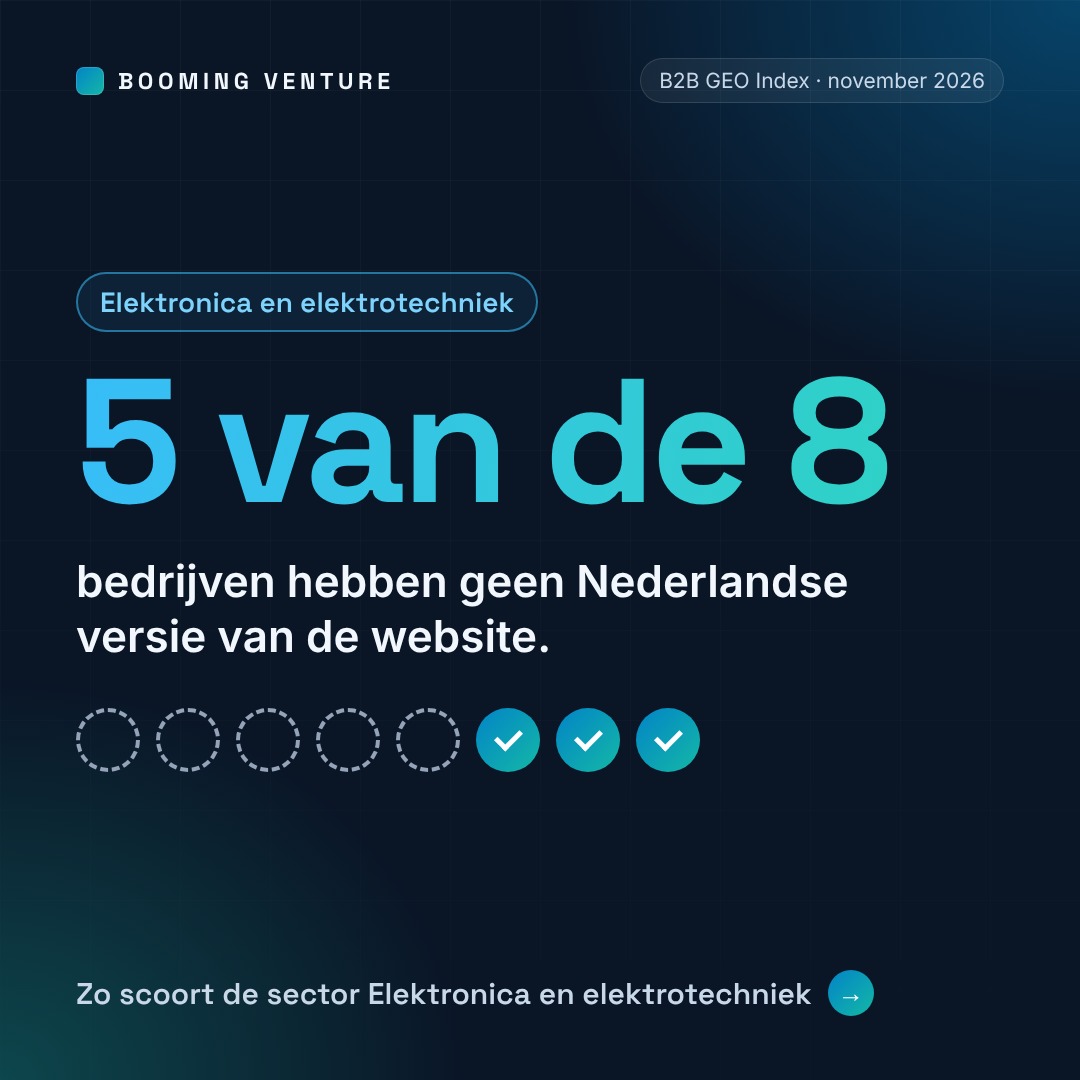 BOOMING VENTURE
B2B GEO Index · november 2026
Elektronica en elektrotechniek
5 van de 8
bedrijven hebben geen Nederlandse
versie van de website.
Zo scoort de sector Elektronica en elektrotechniek →